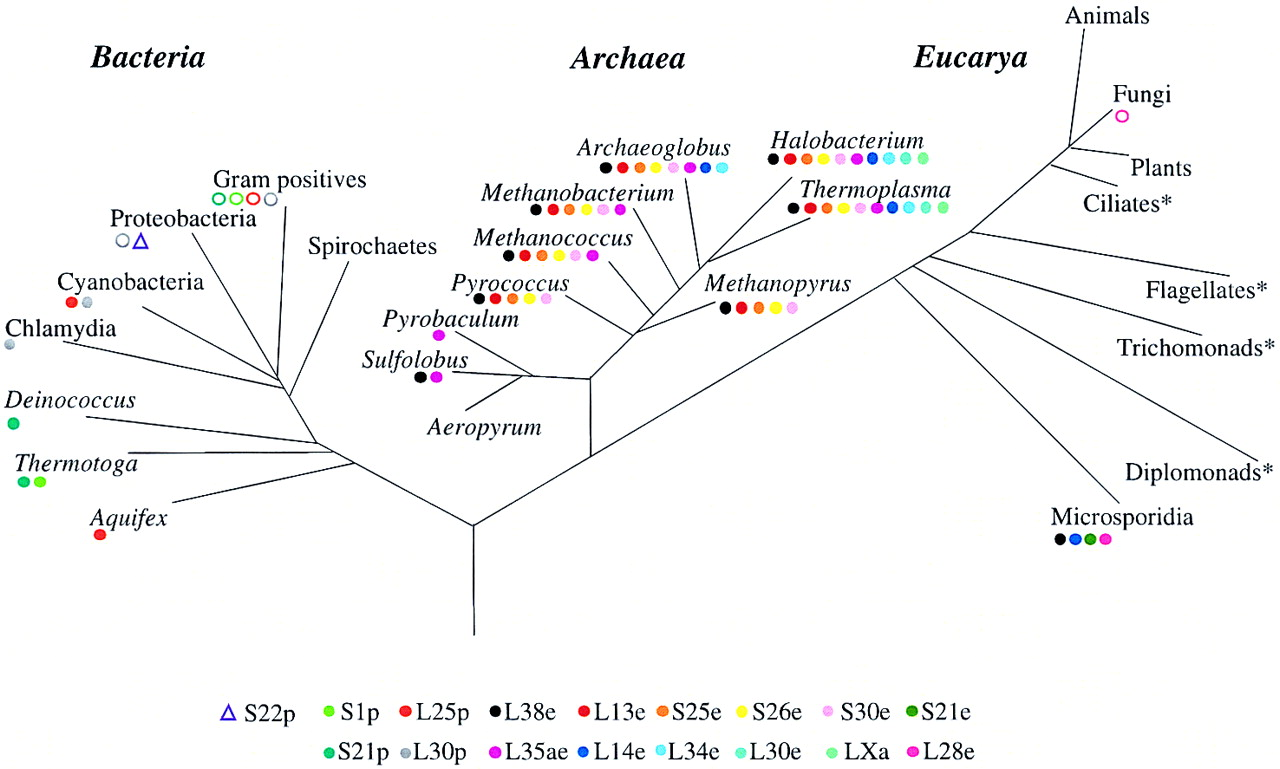 Animals
Bacteria
Archaea
Eucarya
Fungi
Archaeoglobus
Halobacterium
Plants
Gram positives
Methanobacterium
Thermoplasma
Ciliates*
Proteobacteria
Spirochaetes
Methanococcus
Cyanobacteria
Pyrococcus
Methanopyrus
Flagellates*
Chlamydia
Pyrobaculum
Trichomonads*
Sulfolobus
Deinococcus
Aeropyrum
Thermotoga
Diplomonads*
Aquifex
Microsporidia
S22p S1p L25p L38e L13e S25e S26e S30e S21e
S21p L30p L35ae L14e L34e L30e LXa L28e